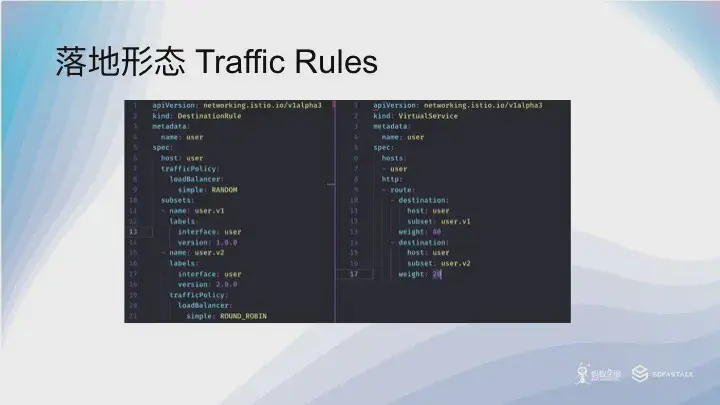 落地形态 Traffic Rules
1 apiVersion: networking.istio.io/v1alpha3
2 kind: DestinationRule
3 metadata:
4 name: user
5 spec:
6 host: user
7 trafficPolicy:
8 loadBalancer:
9 simple: RANDOM
10 subsets:
11 - name: user.v1
12 labels:
13 interface: user
14 version: 1.0.0
15 - name: user.v2
16 labels:
17 interface: user
18 version: 2.0.0
19 trafficPolicy:
20 loadBalancer:
21 simple: ROUND_ROBIN
1 apiVersion: networking.istio.io/v1alpha3
2 kind: VirtualService
3 metadata:
4 name: user
5 spec:
6 hosts:
7 - user
8 http:
9 - route:
10 - destination:
11 host: user
12 subset: user.v1
13 weight: 80
14 - destination:
15 host: user
16 subset: user.v2
17 weight: 20
SOFASTACK